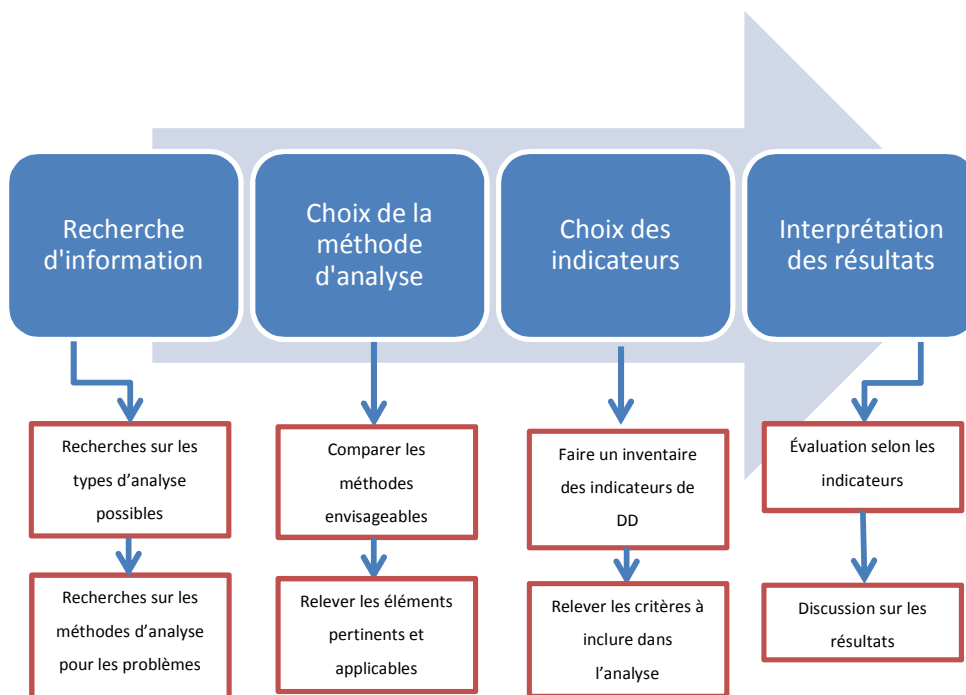 Recherche
d'information
Choix de la
méthode
d'analyse
Choix des
indicateurs
Interprétation
des résultats
Recherches sur les
types d’analyse
possibles
Comparer les
méthodes
envisageables
Faire un inventaire
des indicateurs de
DD
Évaluation selon les
indicateurs
Recherches sur les
méthodes d’analyse
pour les problèmes
Relever les éléments
pertinents et
applicables
Relever les critères à
inclure dans
l’analyse
Discussion sur les
résultats